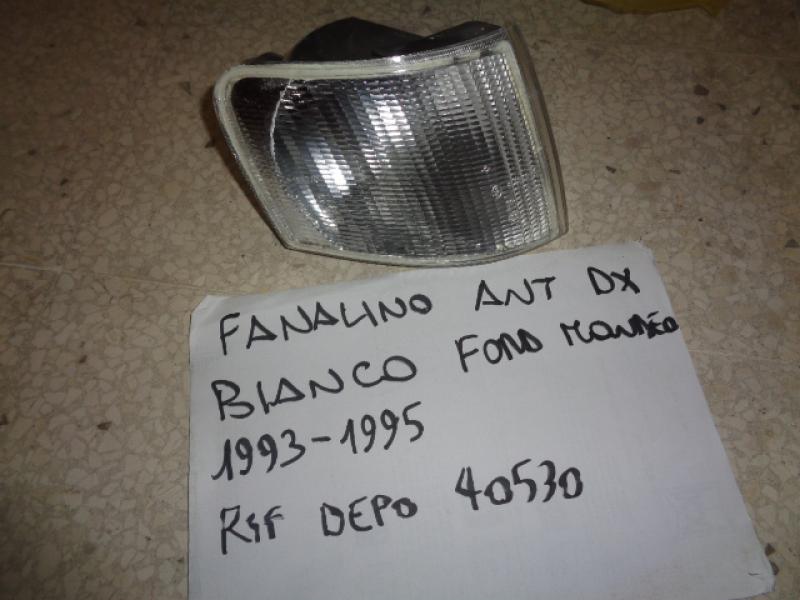 FANALINO ANT DX
BIANCO FORD MONDEO
1993-1995
RIF DEPO 40530